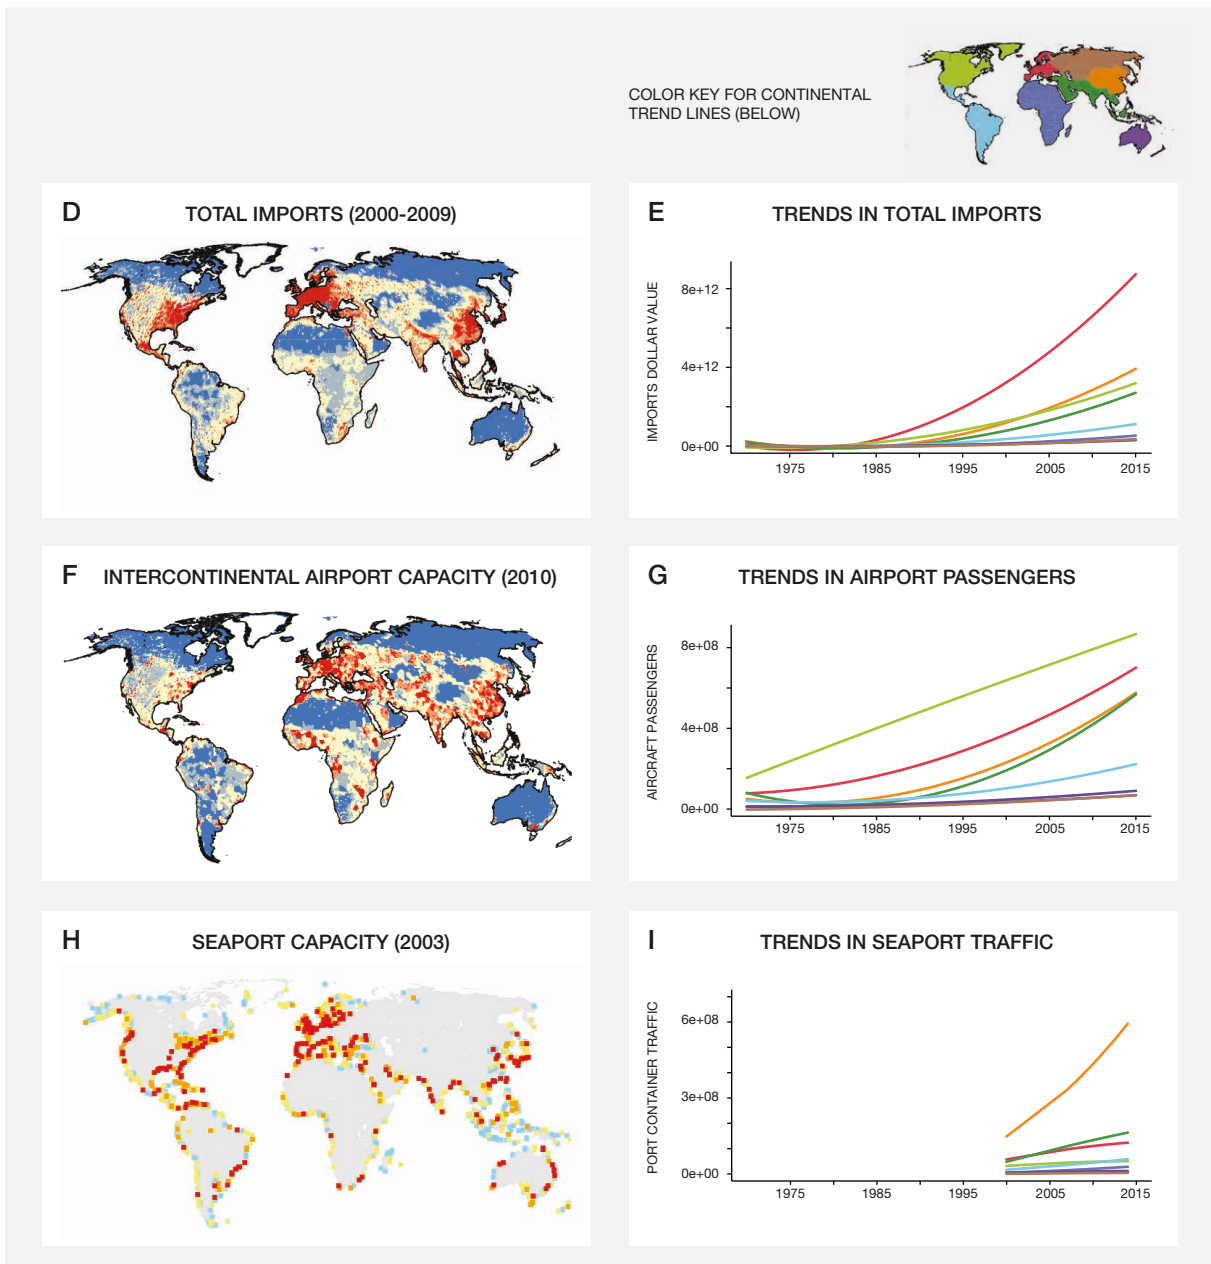 COLOR KEY FOR CONTINENTAL
TREND LINES (BELOW)
D
TOTAL IMPORTS (2000-2009)
E
TRENDS IN TOTAL IMPORTS
IMPORTS DOLLAR VALUE
8e+12
4e+12
0e+00
1975
1985
1995
2005
2015
F
INTERCONTINENTAL AIRPORT CAPACITY (2010)
G
TRENDS IN AIRPORT PASSENGERS
AIRCRAFT PASSENGERS
8e+08
4e+08
0e+00
1975
1985
1995
2005
2015
H
SEAPORT CAPACITY (2003)
I
TRENDS IN SEAPORT TRAFFIC
PORT CONTAINER TRAFFIC
6e+08
3e+08
0e+00
1975
1985
1995
2005
2015